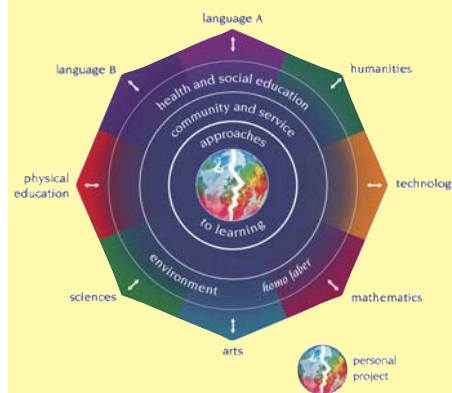 language A
language B
humanities
health and social education
community and service
approaches
physical
education
technolog
to learning
environment
homo faber
sciences
mathematics
arts
personal
project